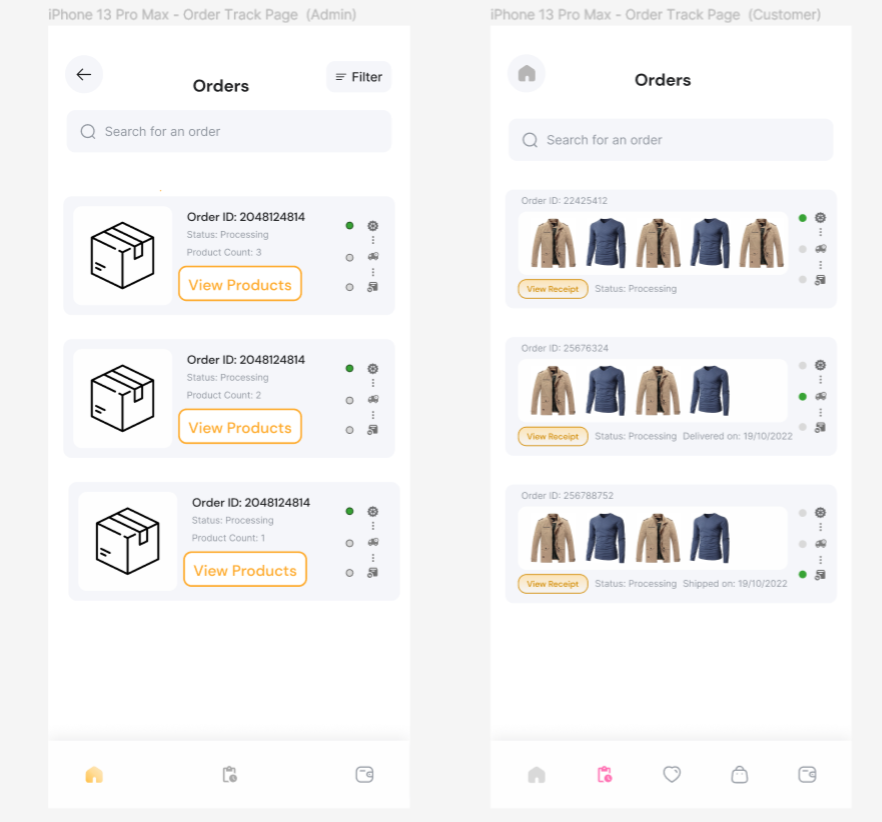 iPhone 13 Pro Max - Order Track Page (Admin)
Orders
Filter
Search for an order
Order ID: 2048124814
Status: Processing
Product Count: 3
View Products
Order ID: 2048124814
Status: Processing
Product Count: 2
View Products
Order ID: 2048124814
Status: Processing
Product Count: 1
View Products
iPhone 13 Pro Max - Order Track Page (Customer)
Orders
Search for an order
Order ID: 22425412
View Receipt Status: Processing
Order ID: 25676324
View Receipt Status: Processing Delivered on: 19/10/2022
Order ID: 256788752
View Receipt Status: Processing Shipped on: 19/10/2022